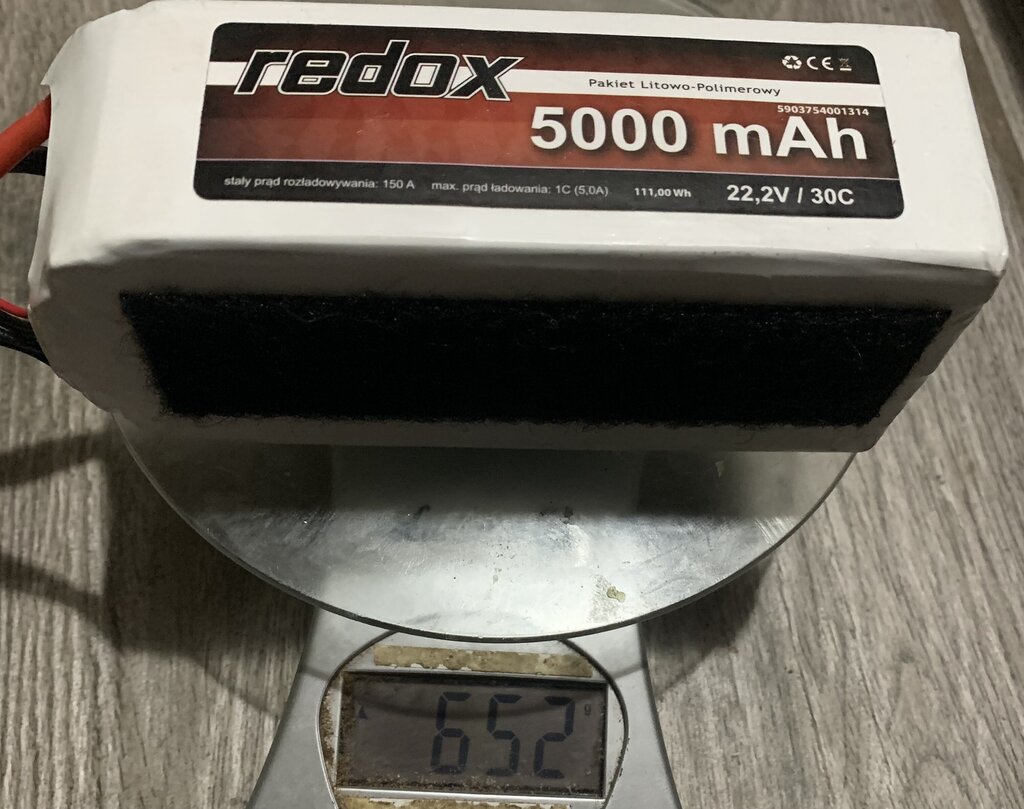 redox
Pakiet Litowo-Polimerowy
5903754001314
5000 mAh
stały prąd rozładowywania: 150 A max. prąd ładowania: 1C (5,0A) 111,00 Wh 22,2V / 30C
652 g